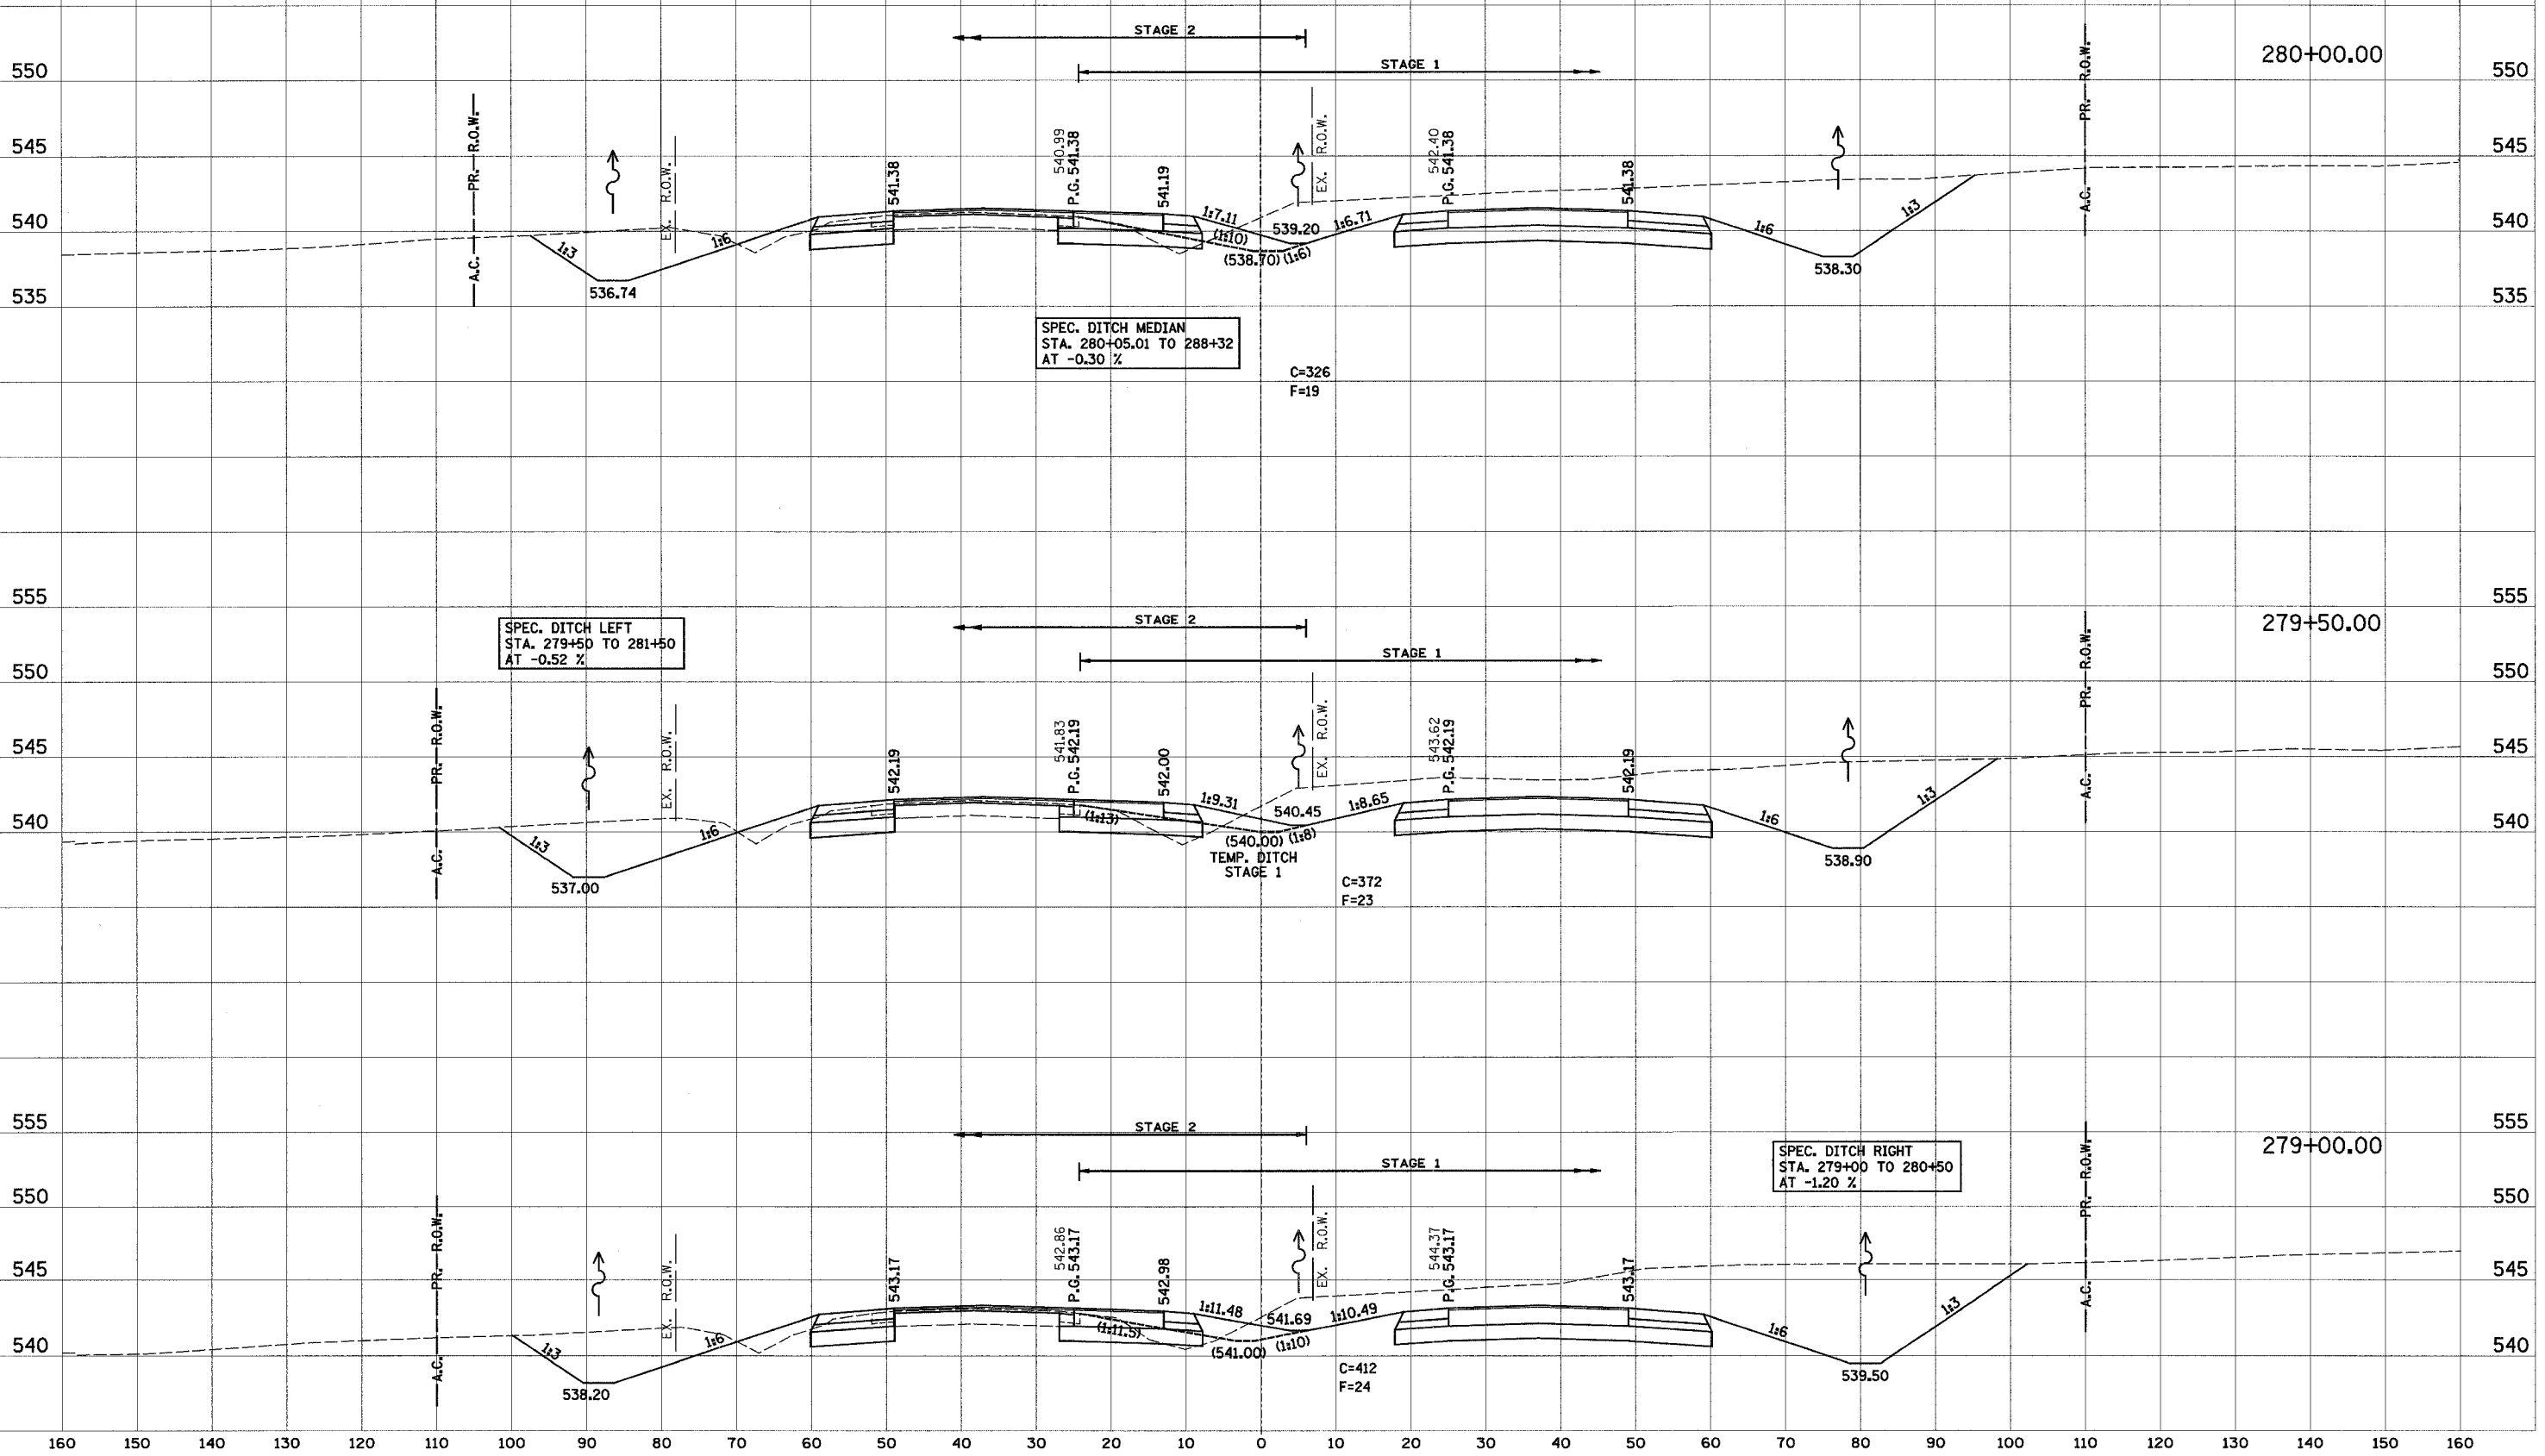 STAGE 2
280+00.00
STAGE 1
550
550
A.C. PR. R.O.W.
EX. R.O.W.
EX. R.O.W.
A.C. PR. R.O.W.
545
545
541.38
540.99
P.G. 541.38
541.19
542.40
P.G. 541.38
541.38
540
540
1:3
1:6
1:7.11
(1:10)
539.20
1:6.71
(538.70) (1:6)
1:6
1:3
536.74
538.30
535
535
SPEC. DITCH MEDIAN
STA. 280+05.01 TO 288+32
AT -0.30 %
C=326
F=19
555
555
SPEC. DITCH LEFT
STA. 279+50 TO 281+50
AT -0.52 %
STAGE 2
279+50.00
STAGE 1
550
550
A.C. PR. R.O.W.
EX. R.O.W.
EX. R.O.W.
A.C. PR. R.O.W.
545
545
542.19
541.83
P.G. 542.19
542.00
543.62
P.G. 542.19
542.19
540
540
1:3
1:6
(1:13)
1:9.31
540.45
1:8.65
(540.00) (1:8)
TEMP. DITCH
STAGE 1
1:6
1:3
537.00
538.90
C=372
F=23
555
555
STAGE 2
279+00.00
STAGE 1
SPEC. DITCH RIGHT
STA. 279+00 TO 280+50
AT -1.20 %
550
550
A.C. PR. R.O.W.
EX. R.O.W.
EX. R.O.W.
A.C. PR. R.O.W.
545
545
543.17
542.86
P.G. 543.17
542.98
544.37
P.G. 543.17
543.17
540
540
1:3
1:6
(1:11.5)
1:11.48
541.69
1:10.49
(541.00) (1:10)
1:6
1:3
538.20
539.50
C=412
F=24
160 150 140 130 120 110 100 90 80 70 60 50 40 30 20 10 0 10 20 30 40 50 60 70 80 90 100 110 120 130 140 150 160